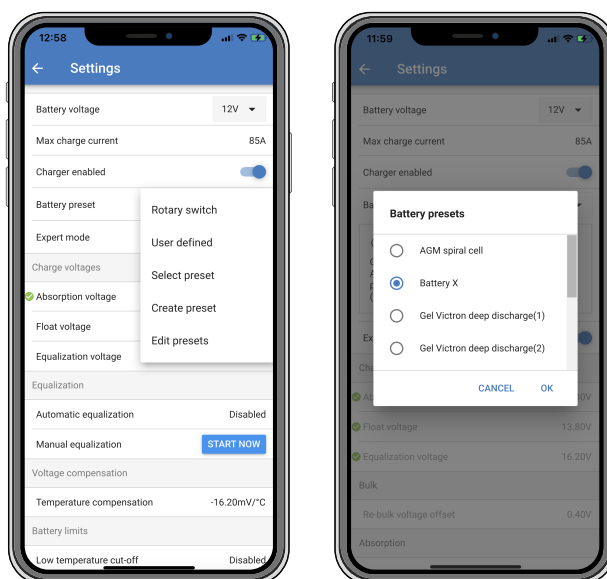 12:58
Settings
Battery voltage 12V
Max charge current 85A
Charger enabled
Battery preset
Rotary switch
Expert mode
User defined
Charge voltages
Select preset
Absorption voltage
Create preset
Float voltage
Edit presets
Equalization voltage
Equalization
Automatic equalization Disabled
Manual equalization START NOW
Voltage compensation
Temperature compensation -16.20mV/°C
Battery limits
Low temperature cut-off Disabled
11:59
Settings
Battery voltage 12V
Max charge current 85A
Charger enabled
Ba
Battery presets
AGM spiral cell
Battery X
Gel Victron deep discharge(1)
Gel Victron deep discharge(2)
CANCEL OK
Ex
Cha
Ab
Float voltage 13.80V
Equalization voltage 16.20V
Bulk
Re-bulk voltage offset 0.40V
Absorption